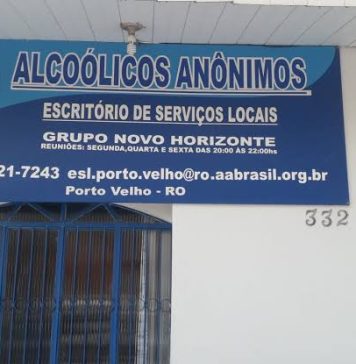 ALCOÓLICOS ANÔNIMOS
ESCRITÓRIO DE SERVIÇOS LOCAIS
GRUPO NOVO HORIZONTE
REUNIÕES: SEGUNDA,QUARTA E SEXTA DAS 20:00 ÀS 22:00hs
21-7243 esl.porto.velho@ro.aabrasil.org.br
Porto Velho - RO
332